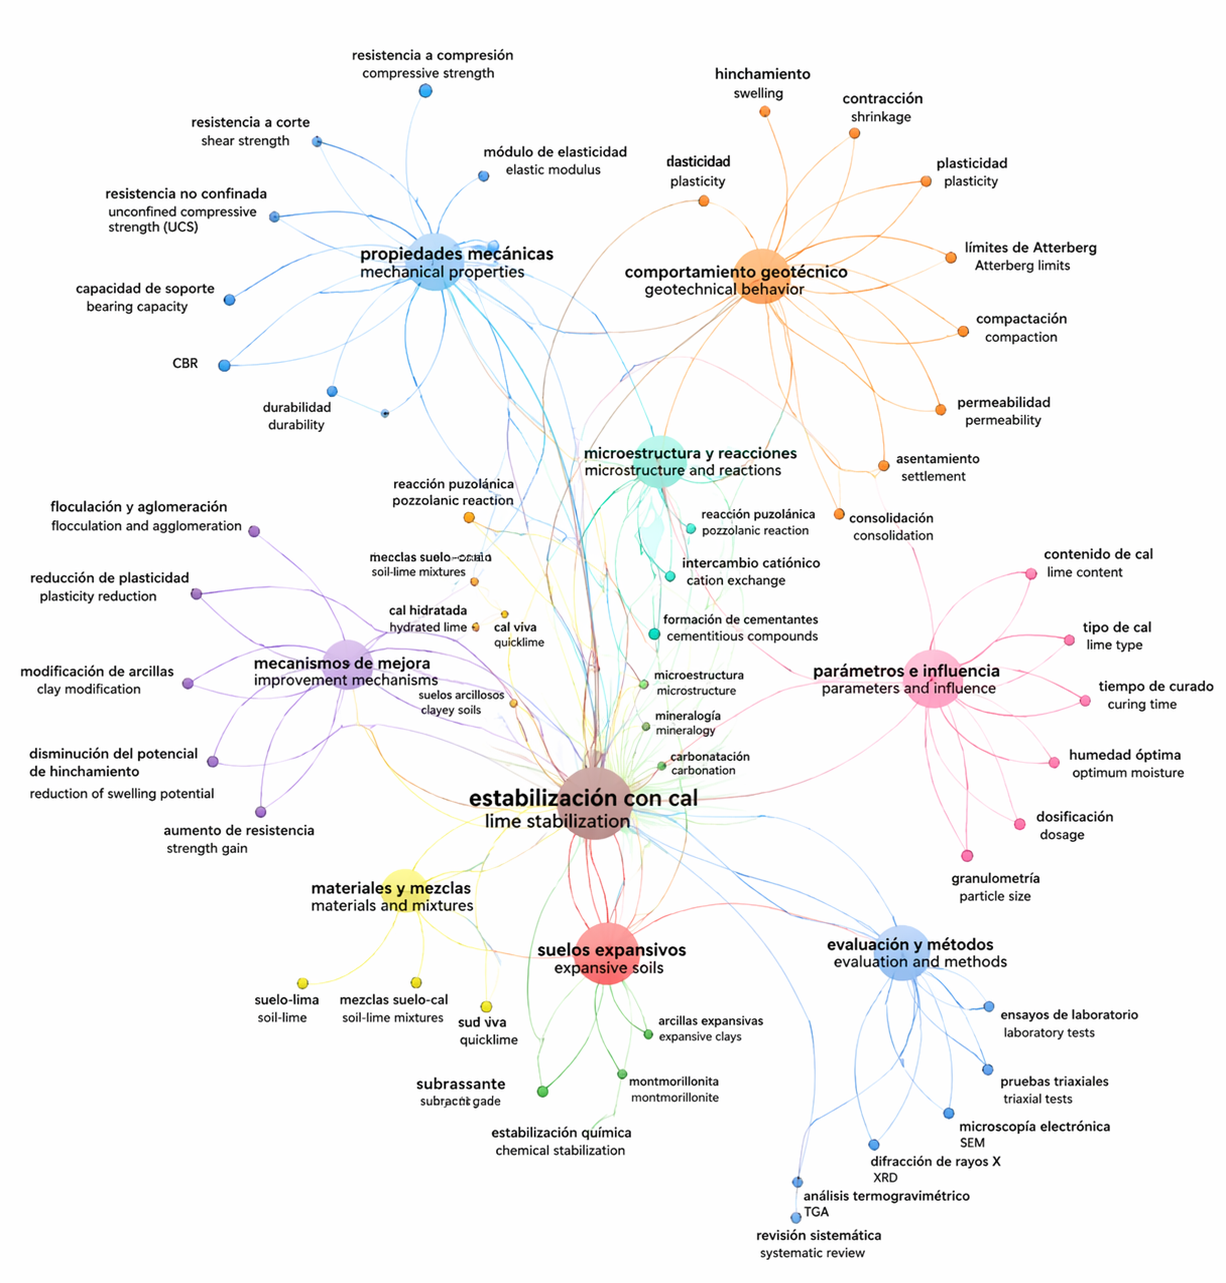 resistencia a compresión
compressive strength
hinchamiento
swelling
contracción
shrinkage
resistencia a corte
shear strength
módulo de elasticidad
elastic modulus
dasticidad
plasticity
plasticidad
plasticity
resistencia no confinada
unconfined compressive
strength (UCS)
propiedades mecánicas
mechanical properties
comportamiento geotécnico
geotechnical behavior
límites de Atterberg
Atterberg limits
capacidad de soporte
bearing capacity
compactación
compaction
CBR
durabilidad
durability
permeabilidad
permeability
microestructura y reacciones
microstructure and reactions
asentamiento
settlement
reacción puzolánica
pozzolanic reaction
floculación y aglomeración
flocculation and agglomeration
reacción puzolánica
pozzolanic reaction
consolidación
consolidation
mezclas
soil-lime mixtures
intercambio catiónico
cation exchange
contenido de cal
lime content
reducción de plasticidad
plasticity reduction
cal hidratada
hydrated lime
cal viva
quicklime
formación de cementantes
cementitious compounds
tipo de cal
lime type
mecanismos de mejora
improvement mechanisms
modificación de arcillas
clay modification
suelos arcillosos
clayey soils
microestructura
microstructure
parámetros e influencia
parameters and influence
tiempo de curado
curing time
mineralogía
mineralogy
disminución del potencial
de hinchamiento
reduction of swelling potential
carbonatación
carbonation
humedad óptima
optimum moisture
estabilización con cal
lime stabilization
aumento de resistencia
strength gain
dosificación
dosage
granulometría
particle size
materiales y mezclas
materials and mixtures
suelos expansivos
expansive soils
evaluación y métodos
evaluation and methods
suelo-lima
soil-lime
mezclas suelo-cal
soil-lime mixtures
sud viva
quicklime
arcillas expansivas
expansive clays
ensayos de laboratorio
laboratory tests
subrassante
montmorillonita
montmorillonite
pruebas triaxiales
triaxial tests
estabilización química
chemical stabilization
microscopía electrónica
SEM
difracción de rayos X
XRD
análisis termogravimétrico
TGA
revisión sistemática
systematic review